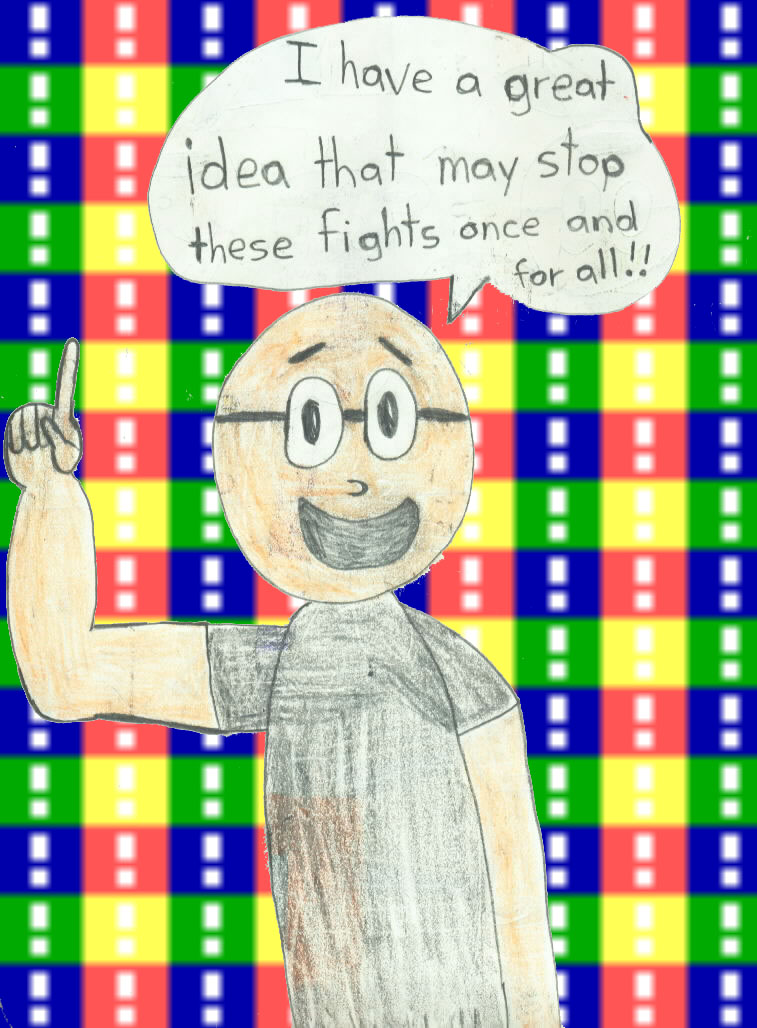 I have a great
idea that may stop
these fights once and
for all!!